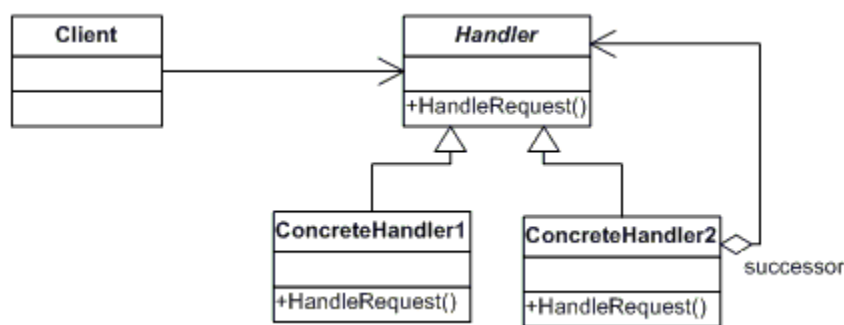 Client
Handler
+HandleRequest()
ConcreteHandler1
ConcreteHandler2
successor
+HandleRequest()
+HandleRequest()